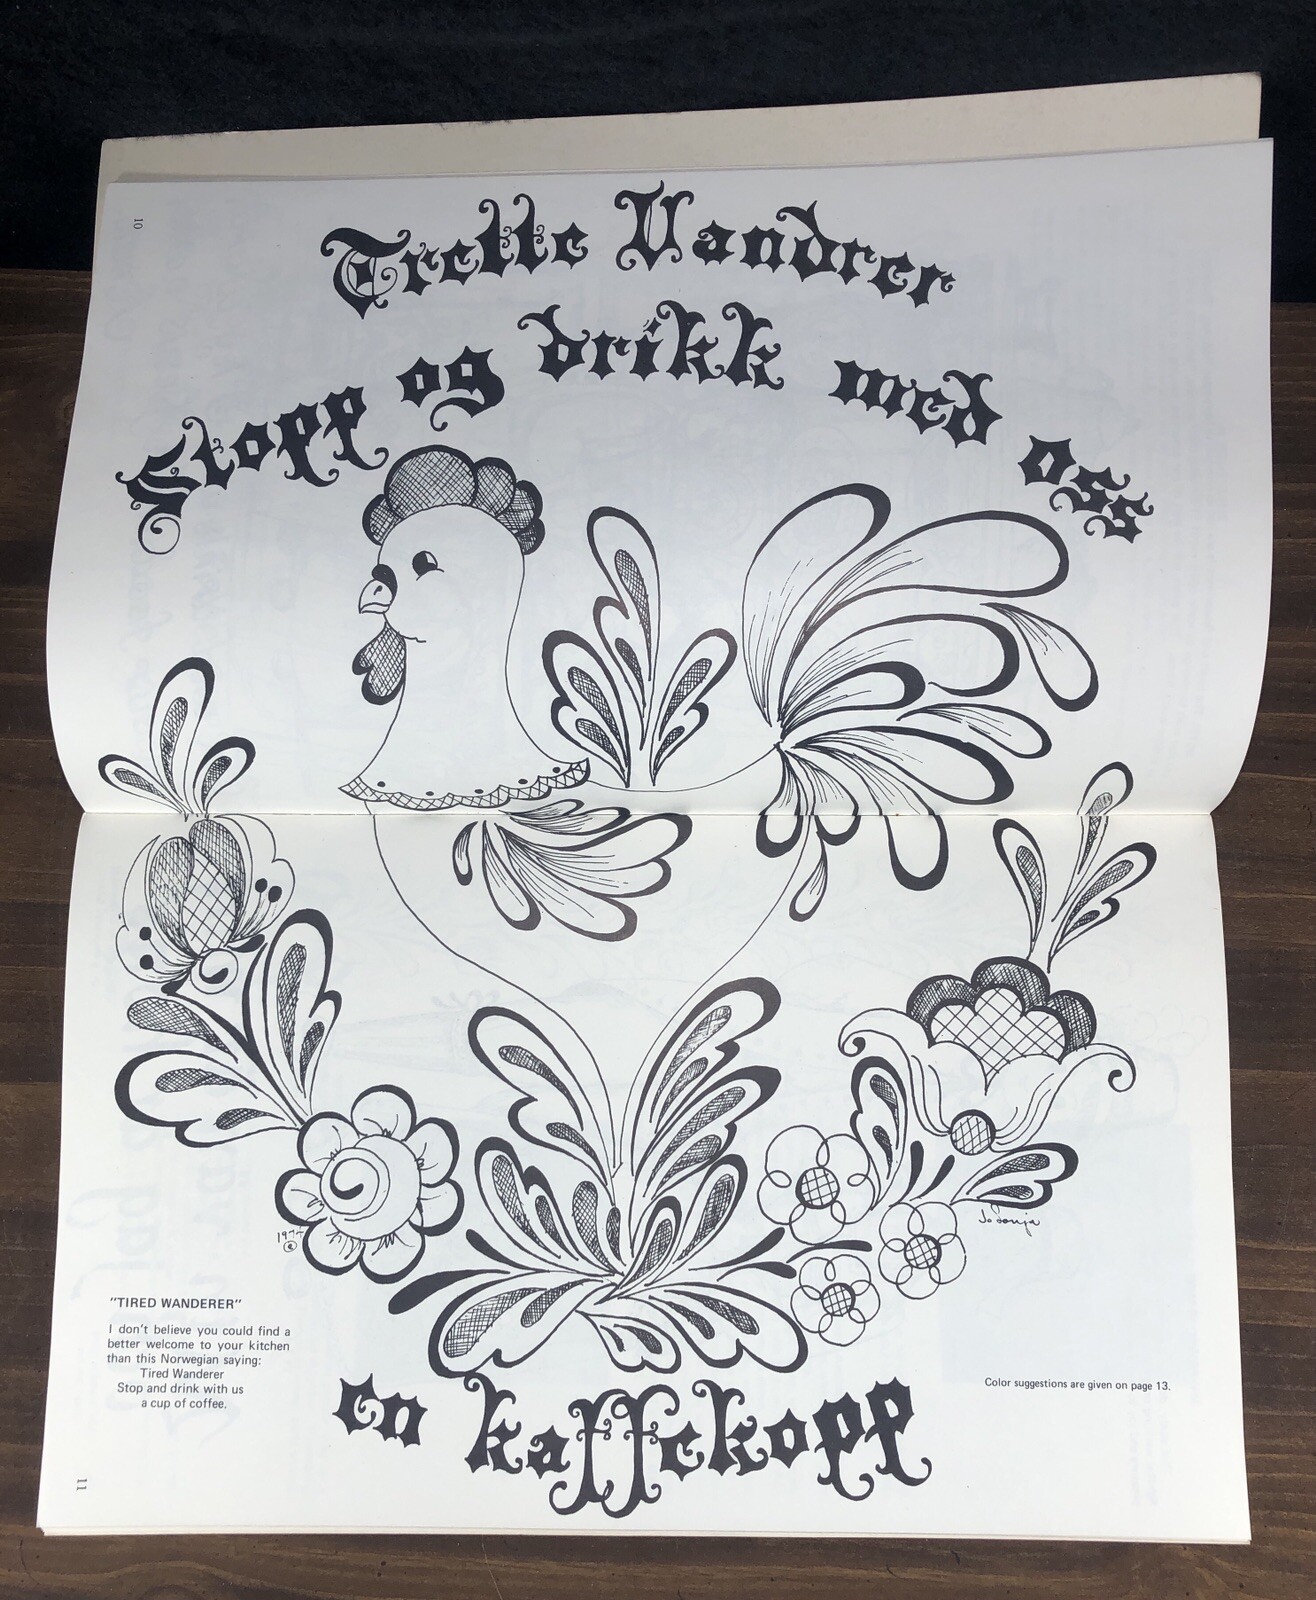 10
Trette Vandrer
Stopp og drikk med oss
Jo Sonja
"TIRED WANDERER"
I don't believe you could find a
better welcome to your kitchen
than this Norwegian saying:
Tired Wanderer
Stop and drink with us
a cup of coffee.
Color suggestions are given on page 13.
en kaffekopp
11